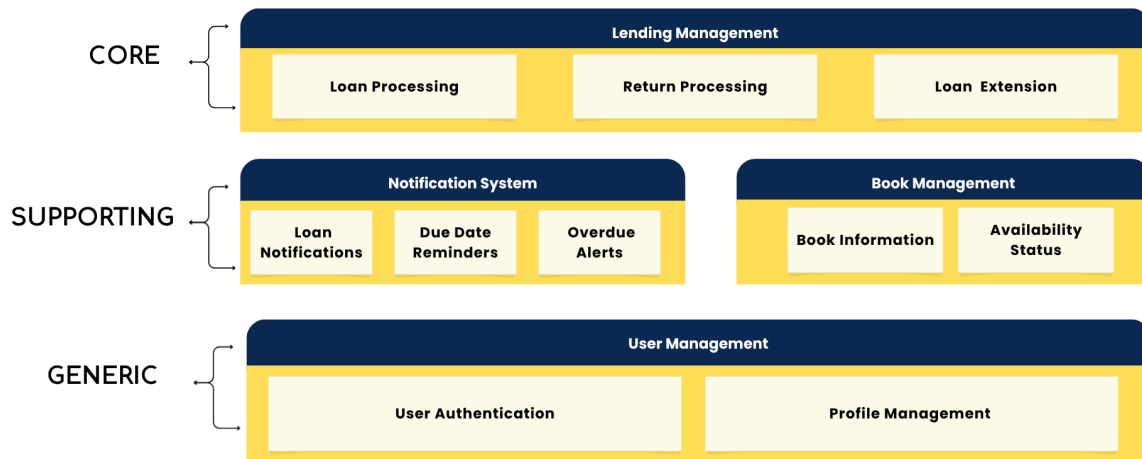 CORE
Lending Management
Loan Processing
Return Processing
Loan Extension
SUPPORTING
Notification System
Loan
Notifications
Due Date
Reminders
Overdue
Alerts
Book Management
Book Information
Availability
Status
GENERIC
User Management
User Authentication
Profile Management